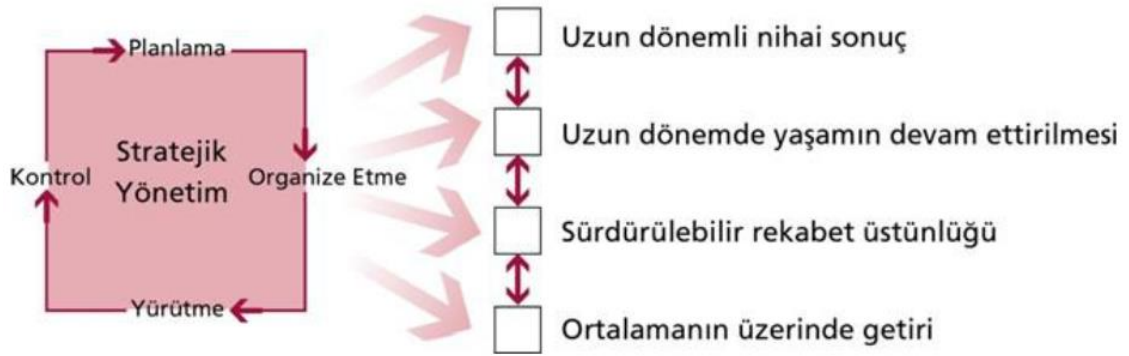 Planlama
Stratejik
Yönetim
Kontrol
Organize Etme
Yürütme
Uzun dönemli nihai sonuç
Uzun dönemde yaşamın devam ettirilmesi
Sürdürülebilir rekabet üstünlüğü
Ortalamanın üzerinde getiri